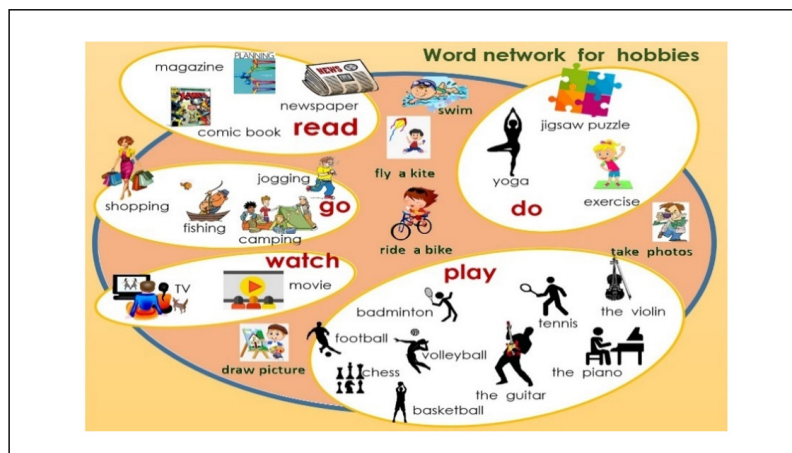 Word network for hobbies
magazine
PLANNING
NEWS
newspaper
comic book
read
swim
fly a kite
ride a bike
jigsaw puzzle
yoga
exercise
do
shopping
jogging
fishing
camping
go
take photos
watch
TV
movie
draw picture
play
badminton
tennis
the violin
football
volleyball
chess
the guitar
the piano
basketball